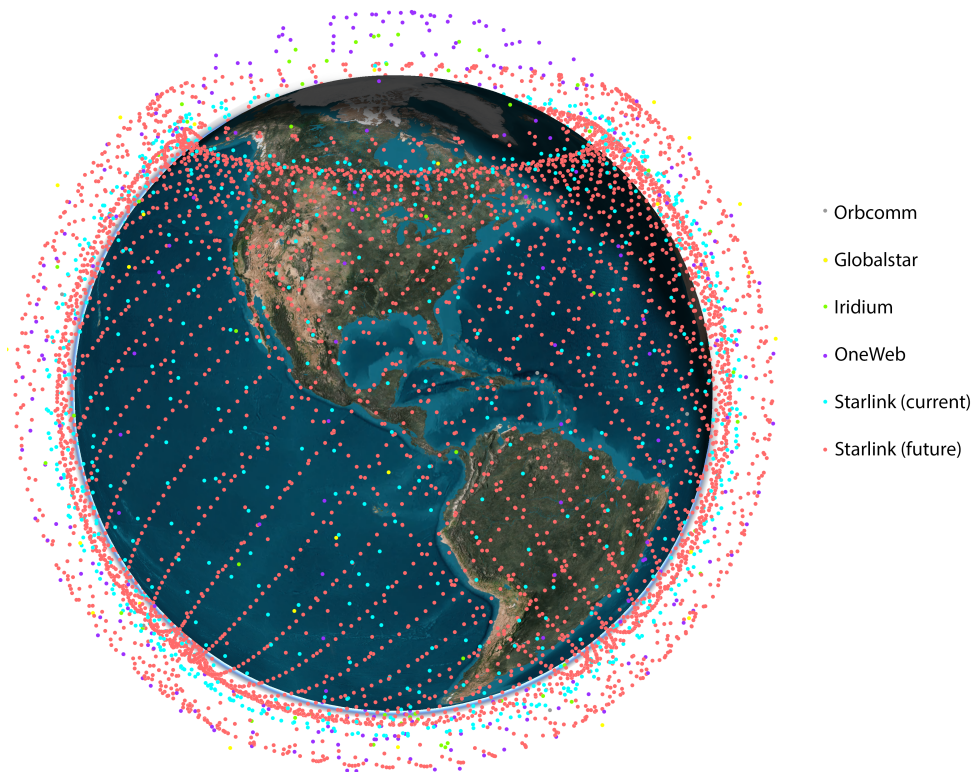 Orbcomm
Globalstar
Iridium
OneWeb
Starlink (current)
Starlink (future)